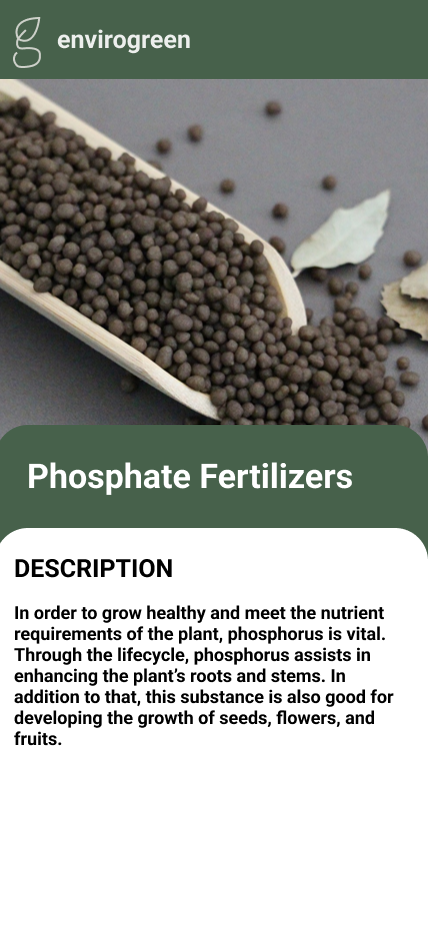 envirogreen
Phosphate Fertilizers
DESCRIPTION
In order to grow healthy and meet the nutrient
requirements of the plant, phosphorus is vital.
Through the lifecycle, phosphorus assists in
enhancing the plant’s roots and stems. In
addition to that, this substance is also good for
developing the growth of seeds, flowers, and
fruits.